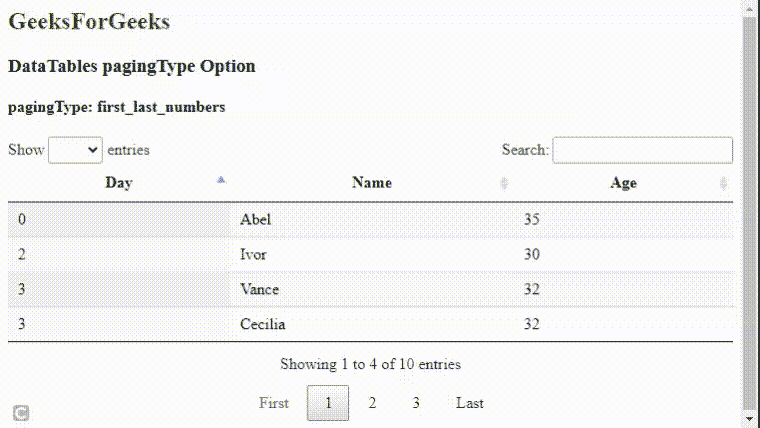 GeeksForGeeks
DataTables pagingType Option
pagingType: first_last_numbers
Show entries Search:
Day Name Age
0 Abel 35
2 Ivor 30
3 Vance 32
3 Cecilia 32
Showing 1 to 4 of 10 entries
First 1 2 3 Last
C